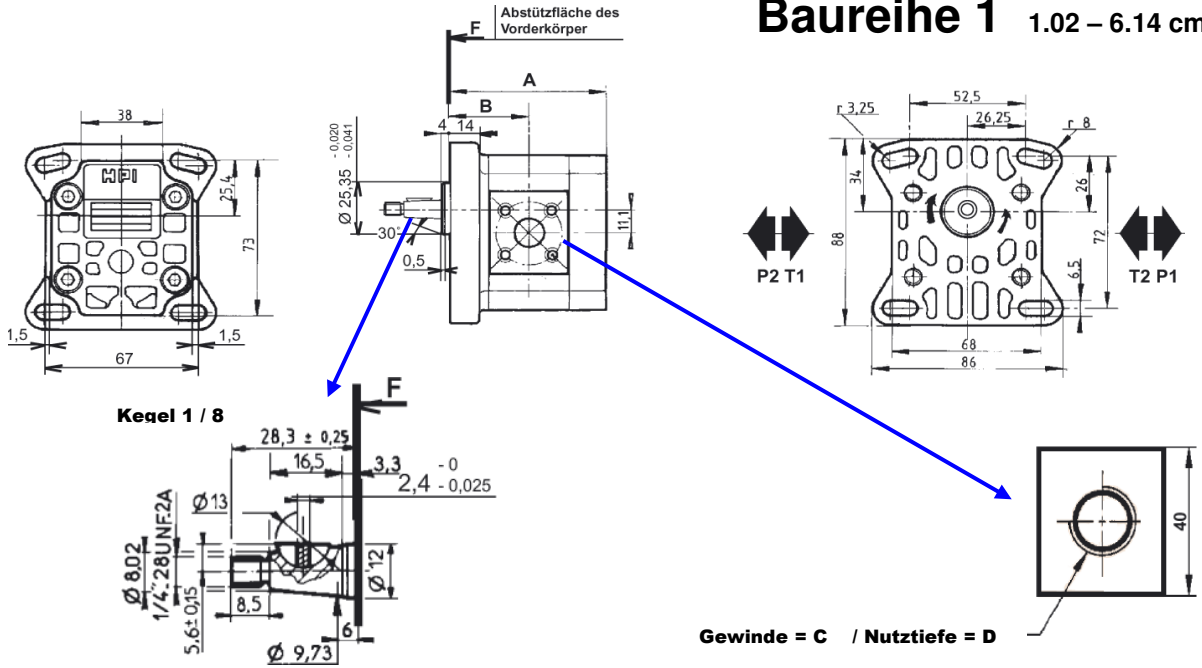 Baureihe 1 1.02 – 6.14 cm
Abstützfläche des
Vorderkörper
F
A
B
4 14
- 0,020
- 0,041
Ø 25,35
30°
0,5
11,1
38
HPI
25,4
73
1,5
1,5
67
52,5
26,25
r 3,25
r 8
34
88
26
72
6,5
68
86
P2 T1
T2 P1
Kegel 1 / 8
F
28,3 ± 0,25
16,5
3,3
- 0
2,4 - 0,025
Ø 13
Ø 8,02
1/4"28UNF.2A
5,6± 0,15
8,5
Ø 12
6
Ø 9,73
40
Gewinde = C / Nutztiefe = D